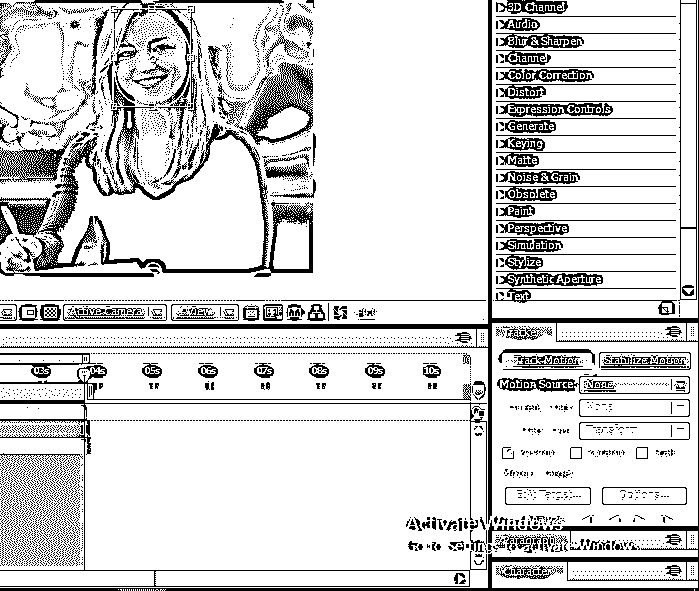 3D Channel
Audio
Blur & Sharpen
Channel
Color Correction
Distort
Expression Controls
Generate
Keying
Matte
Noise & Grain
Obsolete
Paint
Perspective
Simulation
Stylize
Synthetic Aperture
Text
Active Camera
1 View
Tracker
Track Motion
Stabilize Motion
Motion Source:
None
03s
04s
05s
06s
07s
08s
09s
10s
None
Transform
Edit Target...
Options...
Activate Windows
Go to Settings to activate Windows.
Paragraph
Character